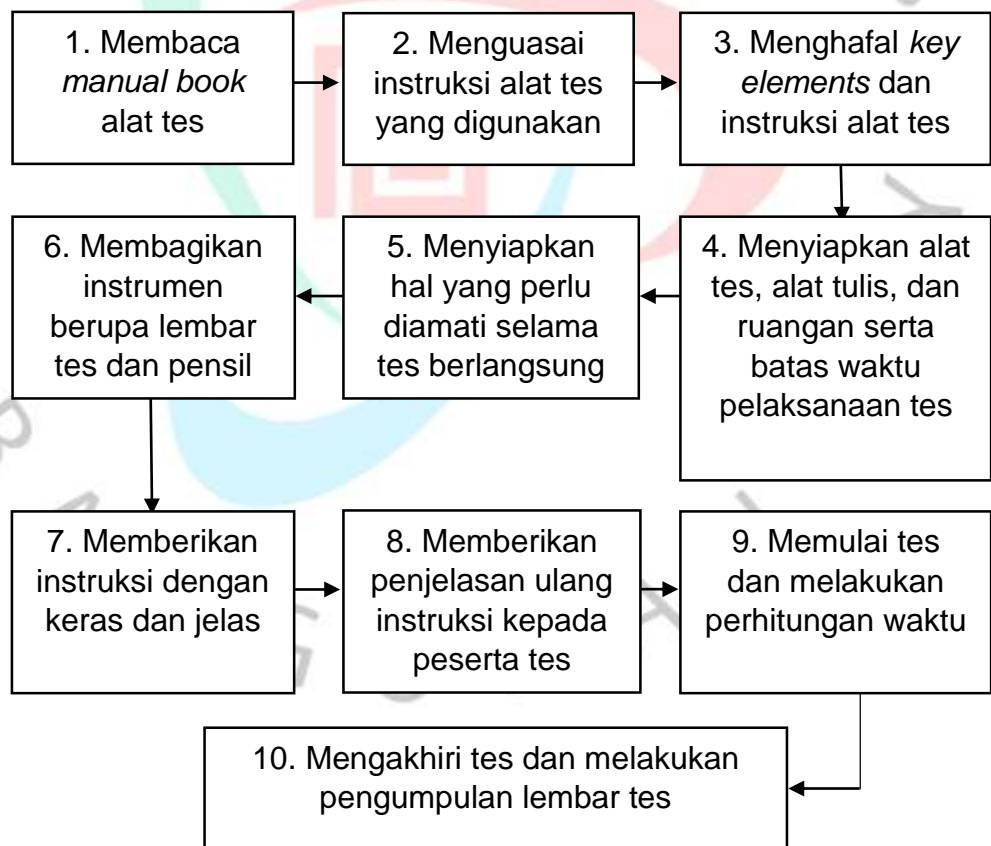 1. Membaca
manual book
alat tes
2. Menguasai
instruksi alat tes
yang digunakan
3. Menghafal key
elements dan
instruksi alat tes
4. Menyiapkan alat
tes, alat tulis, dan
ruangan serta
batas waktu
pelaksanaan tes
5. Menyiapkan
hal yang perlu
diamati selama
tes berlangsung
6. Membagikan
instrumen
berupa lembar
tes dan pensil
7. Memberikan
instruksi dengan
keras dan jelas
8. Memberikan
penjelasan ulang
instruksi kepada
peserta tes
9. Memulai tes
dan melakukan
perhitungan waktu
10. Mengakhiri tes dan melakukan
pengumpulan lembar tes